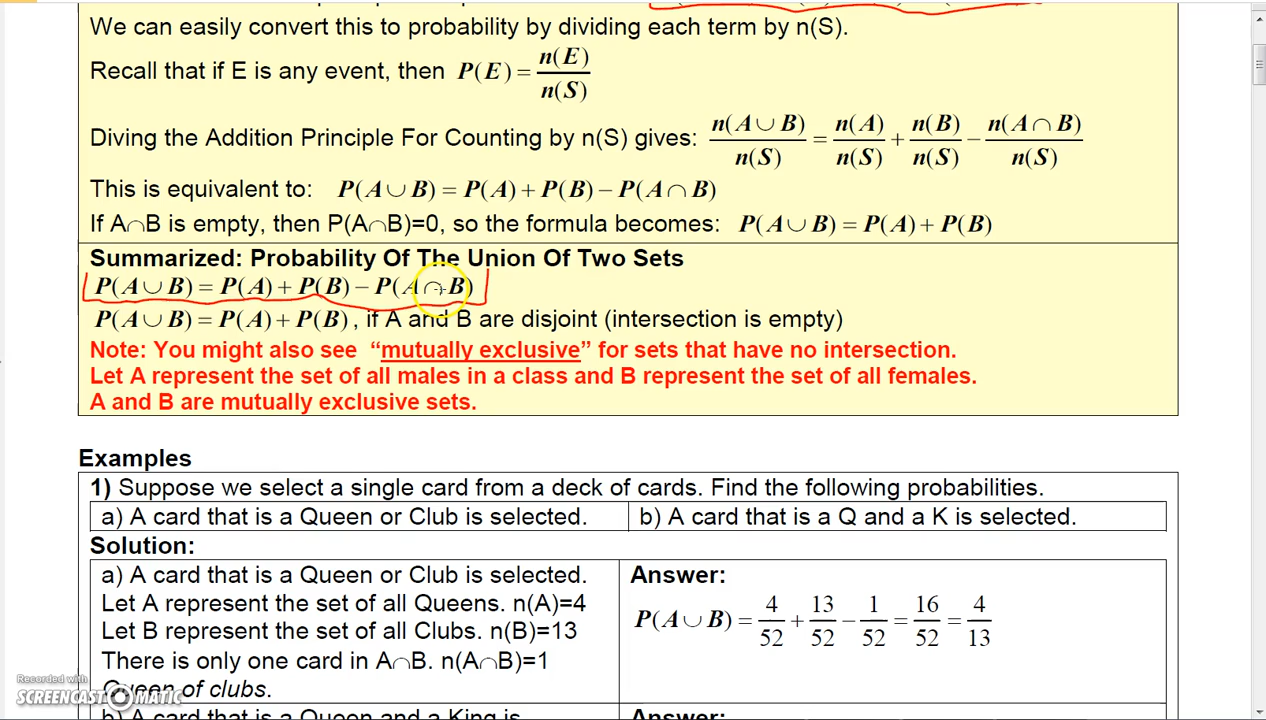 We can easily convert this to probability by dividing each term by n(S).
Recall that if E is any event, then P(E) = n(E)/n(S)
Diving the Addition Principle For Counting by n(S) gives: n(A∪B)/n(S) = n(A)/n(S) + n(B)/n(S) − n(A∩B)/n(S)
This is equivalent to: P(A∪B) = P(A) + P(B) − P(A∩B)
If A∩B is empty, then P(A∩B)=0, so the formula becomes: P(A∪B) = P(A) + P(B)
Summarized: Probability Of The Union Of Two Sets
P(A∪B) = P(A) + P(B) − P(A∩B)
P(A∪B) = P(A) + P(B), if A and B are disjoint (intersection is empty)
Note: You might also see “mutually exclusive” for sets that have no intersection.
Let A represent the set of all males in a class and B represent the set of all females.
A and B are mutually exclusive sets.
Examples
1) Suppose we select a single card from a deck of cards. Find the following probabilities.
a) A card that is a Queen or Club is selected. b) A card that is a Q and a K is selected.
Solution:
a) A card that is a Queen or Club is selected.
Let A represent the set of all Queens. n(A)=4
Let B represent the set of all Clubs. n(B)=13
There is only one card in A∩B. n(A∩B)=1
Queen of clubs.
Answer:
P(A∪B) = 4/52 + 13/52 − 1/52 = 16/52 = 4/13
b) A card that is a Queen and a King is
Answer:
Recorded with
SCREENCAST-O-MATIC